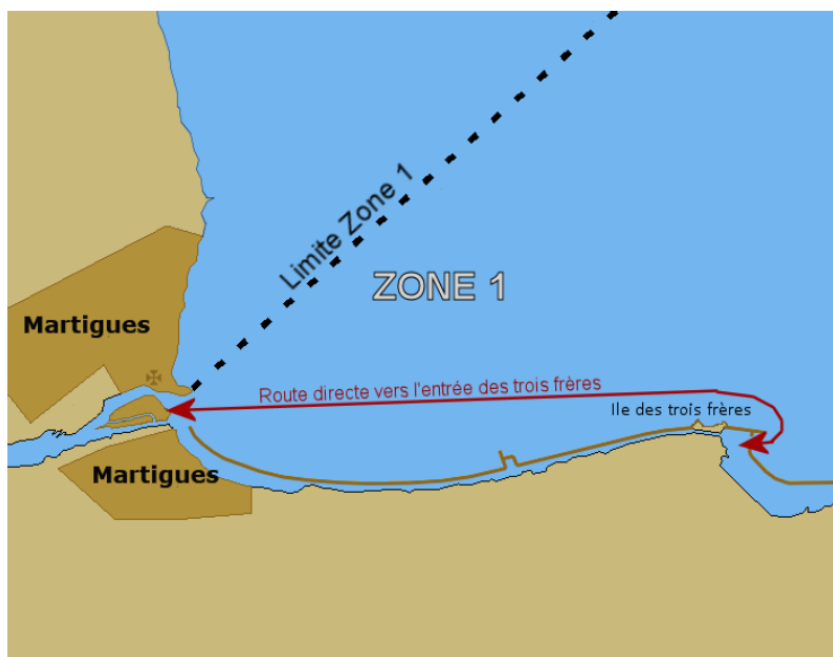 Limite Zone 1
ZONE 1
Martigues
Route directe vers l'entrée des trois frères
Ile des trois frères
Martigues